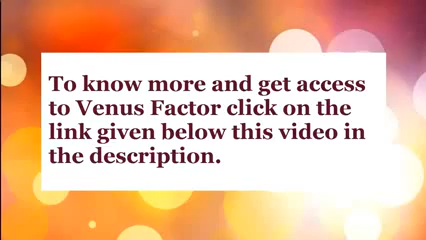 To know more and get access
to Venus Factor click on the
link given below this video in
the description.